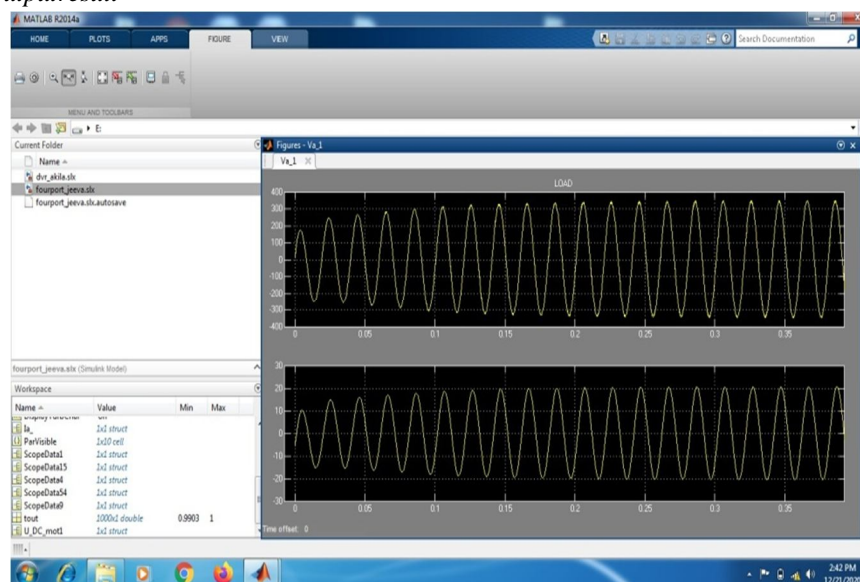 MATLAB R2014a
HOME PLOTS APPS FIGURE VIEW
Search Documentation
MENU AND TOOLBARS
E:
Current Folder
Name
dvr_akila.slx
fourport_jeeva.slx
fourport_jeeva.slx.autosave
Figures - Va_1
Va_1
LOAD
400
300
200
100
0
-100
-200
-300
-400
0 0.05 0.1 0.15 0.2 0.25 0.3 0.35
30
20
10
0
-10
-20
-30
0 0.05 0.1 0.15 0.2 0.25 0.3 0.35
Time offset: 0
fourport_jeeva.slx (Simulink Model)
Workspace
Name Value Min Max
Ia_ 1x1 struct
ParVisible 1x10 cell
ScopeData1 1x1 struct
ScopeData15 1x1 struct
ScopeData4 1x1 struct
ScopeData54 1x1 struct
ScopeData9 1x1 struct
tout 1000x1 double 0.9903 1
U_DC_mot1 1x1 struct
2:42 PM